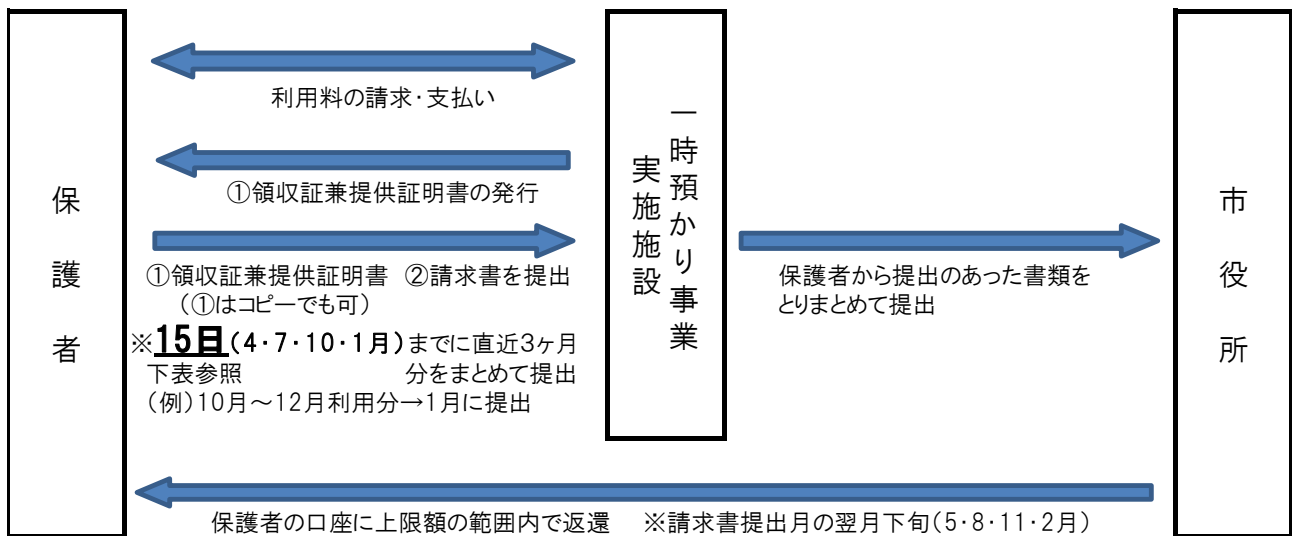 保護者
利用料の請求・支払い
①領収証兼提供証明書の発行
①領収証兼提供証明書 ②請求書を提出
(①はコピーでも可)
※15日(4・7・10・1月)までに直近3ヶ月
下表参照 分をまとめて提出
(例)10月～12月利用分→1月に提出
一時預かり事業
実施施設
保護者から提出のあった書類を
とりまとめて提出
市役所
保護者の口座に上限額の範囲内で返還 ※請求書提出月の翌月下旬(5・8・11・2月)